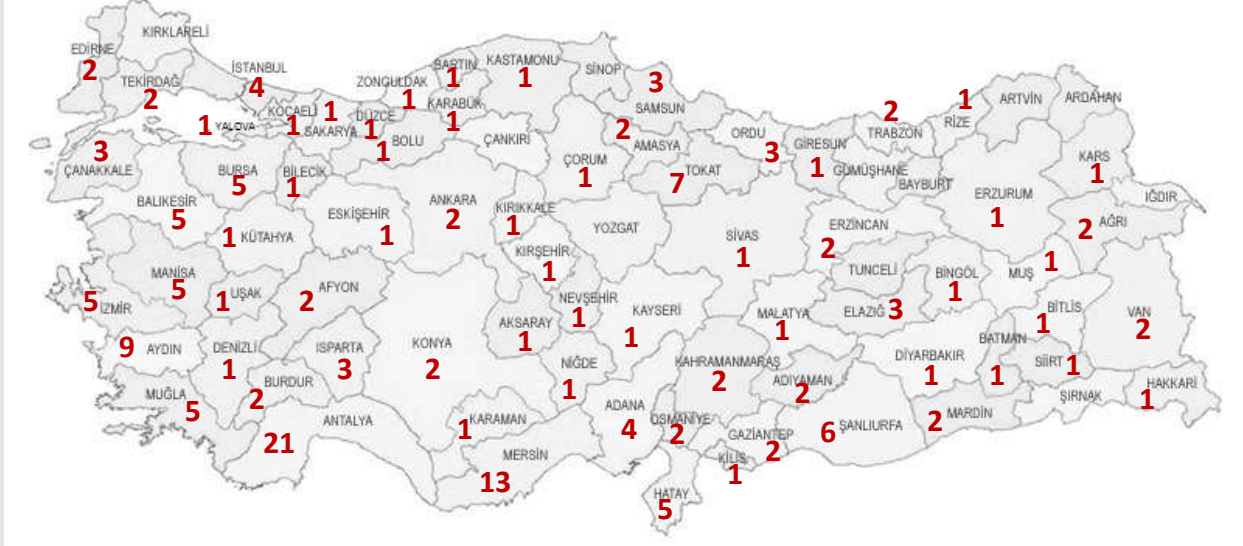 KIRKLARELİ
EDİRNE
2
TEKİRDAĞ
2
İSTANBUL
4
KOCAELİ
1
YALOVA
1
SAKARYA
1
DÜZCE
1
ZONGULDAK
1
BARTIN
1
KARABÜK
1
KASTAMONU
1
SİNOP
3
SAMSUN
2
AMASYA
ORDU
3
GİRESUN
1
TRABZON
2
RİZE
1
ARTVİN
ARDAHAN
BOLU
1
ÇANKIRI
ÇORUM
1
TOKAT
7
GÜMÜŞHANE
BAYBURT
ERZURUM
1
KARS
1
IĞDIR
ÇANAKKALE
3
BURSA
5
BİLECİK
1
BALIKESİR
5
KÜTAHYA
1
ESKİŞEHİR
1
ANKARA
2
KIRIKKALE
1
KIRŞEHİR
1
YOZGAT
SİVAS
1
ERZİNCAN
2
AĞRI
2
MANİSA
5
UŞAK
1
AFYON
2
NEVŞEHİR
1
KAYSERİ
1
MALATYA
1
TUNCELİ
ELAZIĞ
3
BİNGÖL
1
MUŞ
1
BİTLİS
1
VAN
2
İZMİR
5
AYDIN
9
DENİZLİ
1
ISPARTA
3
KONYA
2
AKSARAY
1
NİĞDE
1
KAHRAMANMARAŞ
2
ADIYAMAN
2
DİYARBAKIR
1
BATMAN
1
SİİRT
1
ŞIRNAK
HAKKARİ
1
MUĞLA
5
BURDUR
2
ANTALYA
21
KARAMAN
1
MERSİN
13
ADANA
4
OSMANİYE
2
GAZİANTEP
2
KİLİS
1
ŞANLIURFA
6
MARDİN
2
HATAY
5